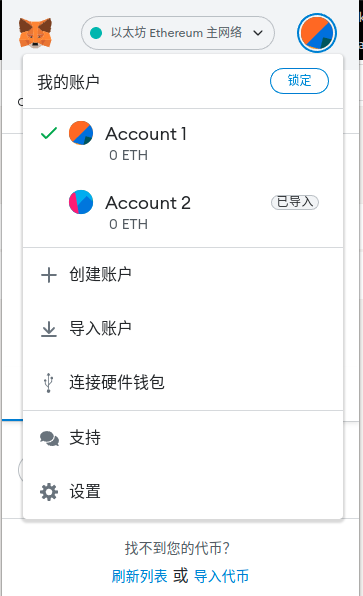 以太坊 Ethereum 主网络
我的账户
锁定
Account 1
0 ETH
Account 2
已导入
0 ETH
创建账户
导入账户
连接硬件钱包
支持
设置
找不到您的代币？
刷新列表 或 导入代币